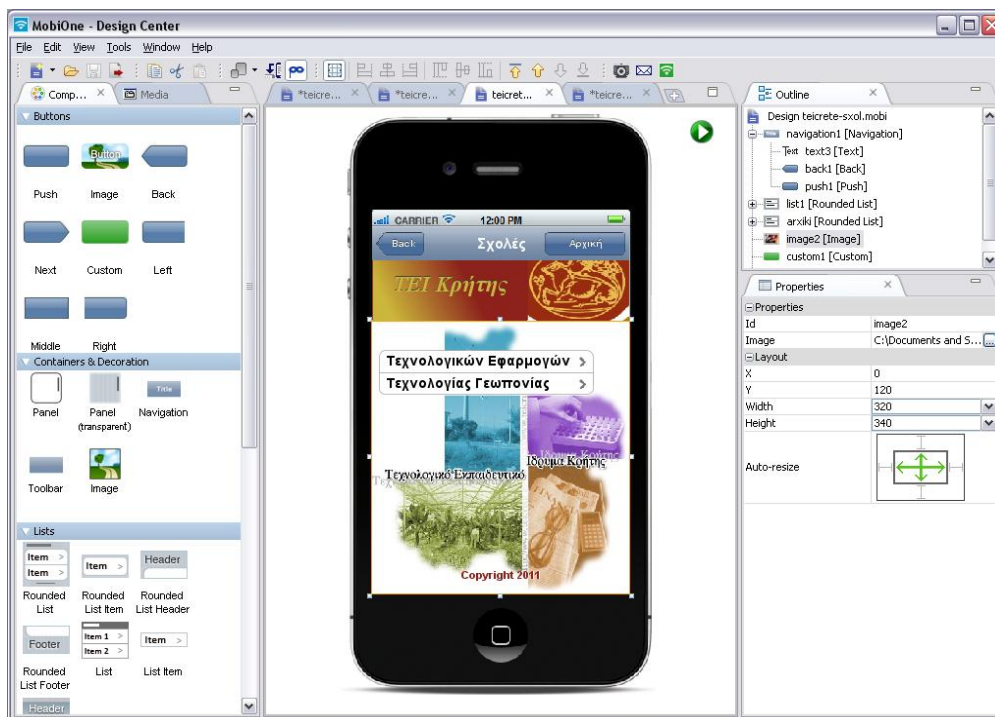 MobiOne - Design Center
File Edit View Tools Window Help
Comp... Media
*teicre... *teicre... teicret... *teicre...
Outline
Buttons
Button
Push Image Back
Next Custom Left
Middle Right
Containers & Decoration
Title
Panel Panel (transparent) Navigation
Toolbar Image
Lists
Item >
Item >
Item >
Header
Rounded List Rounded List Item Rounded List Header
Footer
Item 1 >
Item 2 >
Item >
Rounded List Footer List List Item
Header
CARRIER 12:00 PM
Back Σχολές Αρχική
ΤΕΙ Κρήτης
Τεχνολογικών Εφαρμογών >
Τεχνολογίας Γεωπονίας >
Ιδρυμα Κρήτης
Τεχνολογικό Εκπαιδευτικό
Copyright 2011
Design teicrete-sxol.mobi
navigation1 [Navigation]
Text text3 [Text]
back1 [Back]
push1 [Push]
list1 [Rounded List]
arxiki [Rounded List]
image2 [Image]
custom1 [Custom]
Properties
Properties
Id image2
Image C:\Documents and S... ...
Layout
X 0
Y 120
Width 320
Height 340
Auto-resize